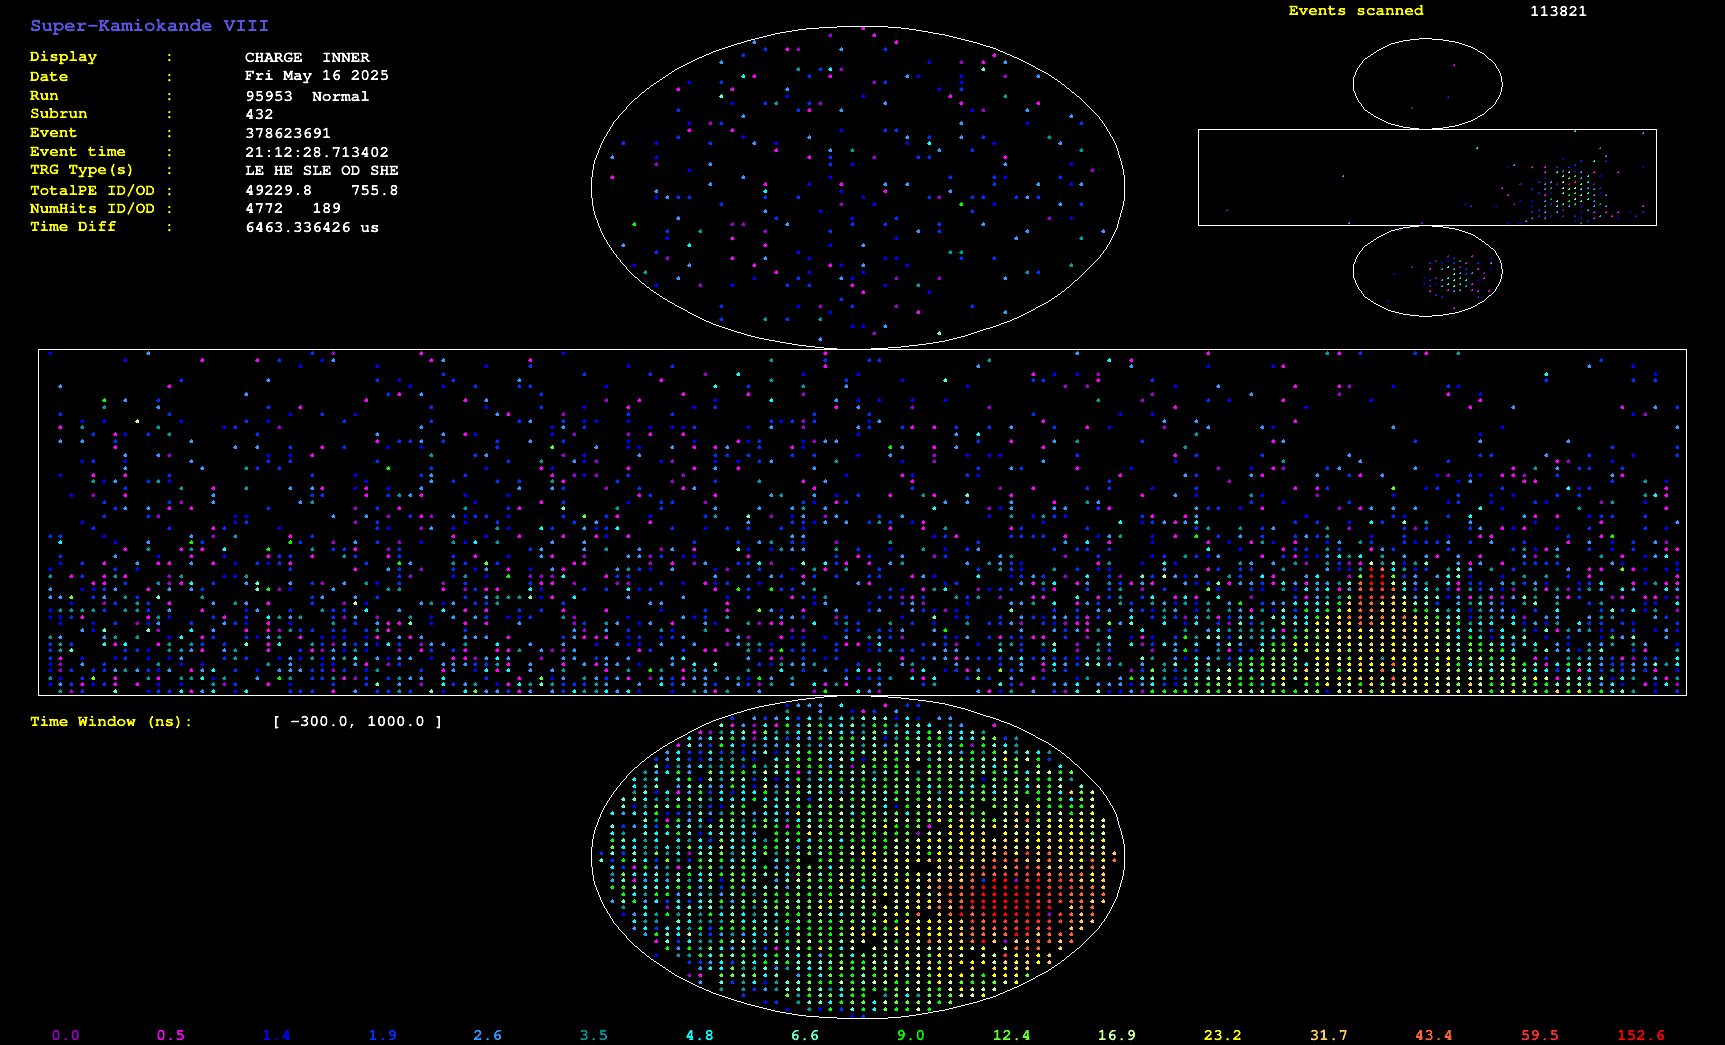 Super-Kamiokande VIII
Events scanned 113821
Display : CHARGE INNER
Date : Fri May 16 2025
Run : 95953 Normal
Subrun : 432
Event : 378623691
Event time : 21:12:28.713402
TRG Type(s) : LE HE SLE OD SHE
TotalPE ID/OD : 49229.8 755.8
NumHits ID/OD : 4772 189
Time Diff : 6463.336426 us
Time Window (ns): [ -300.0, 1000.0 ]
0.0 0.5 1.4 1.9 2.6 3.5 4.8 6.6 9.0 12.4 16.9 23.2 31.7 43.4 59.5 152.6